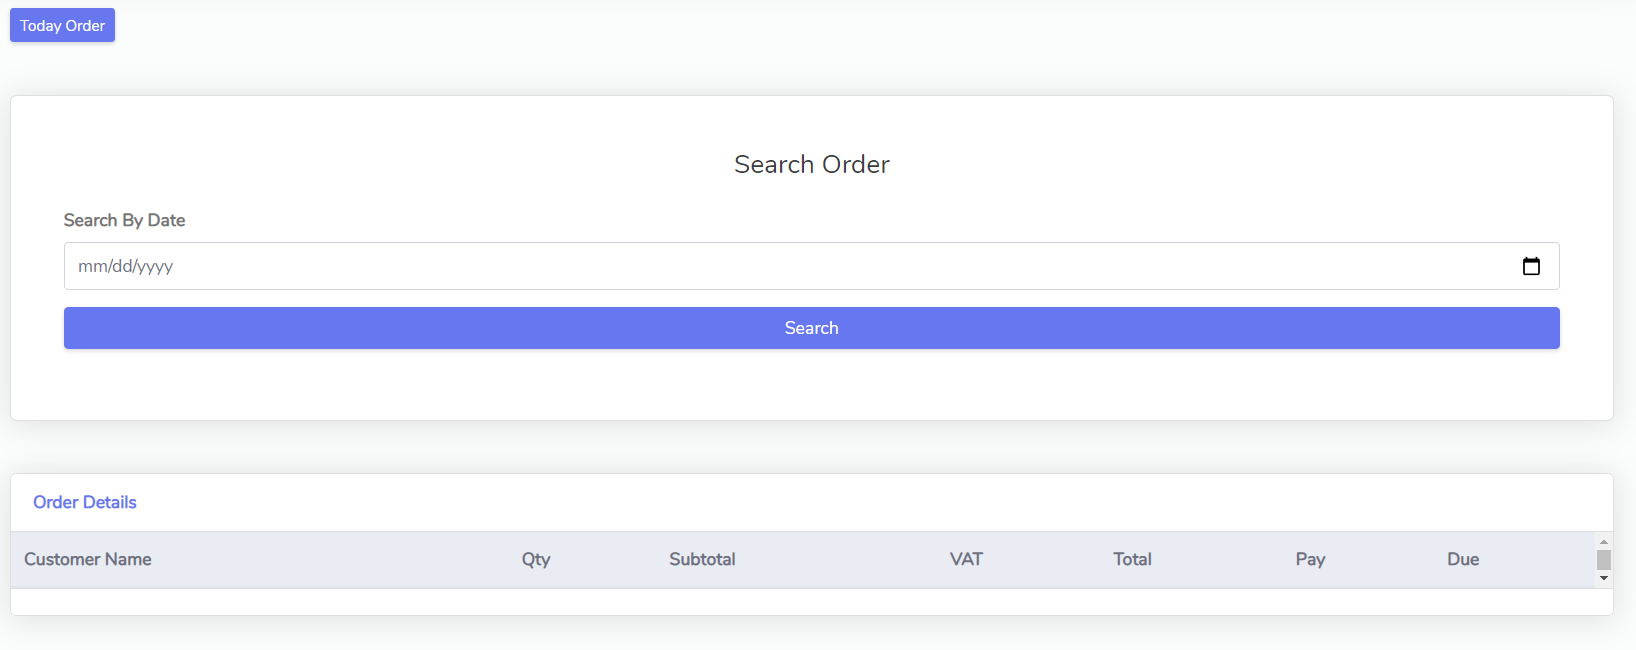 Today Order
Search Order
Search By Date
mm/dd/yyyy
Search
Order Details
Customer Name Qty Subtotal VAT Total Pay Due